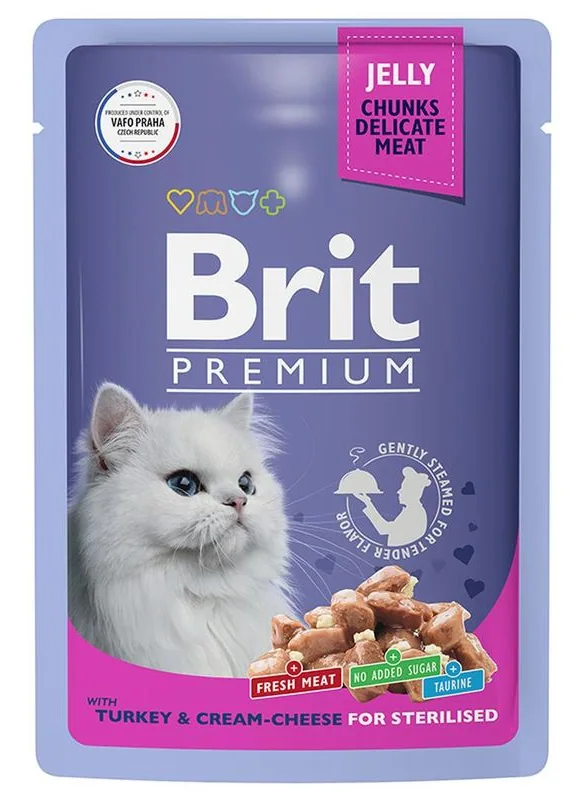 JELLY
CHUNKS
DELICATE
MEAT
PRODUCED UNDER CONTROL OF
VAFO PRAHA
CZECH REPUBLIC
Brit
PREMIUM
GENTLY STEAMED FOR TENDER FLAVOR
+
FRESH MEAT
+
NO ADDED SUGAR
+
TAURINE
WITH
TURKEY & CREAM-CHEESE FOR STERILISED